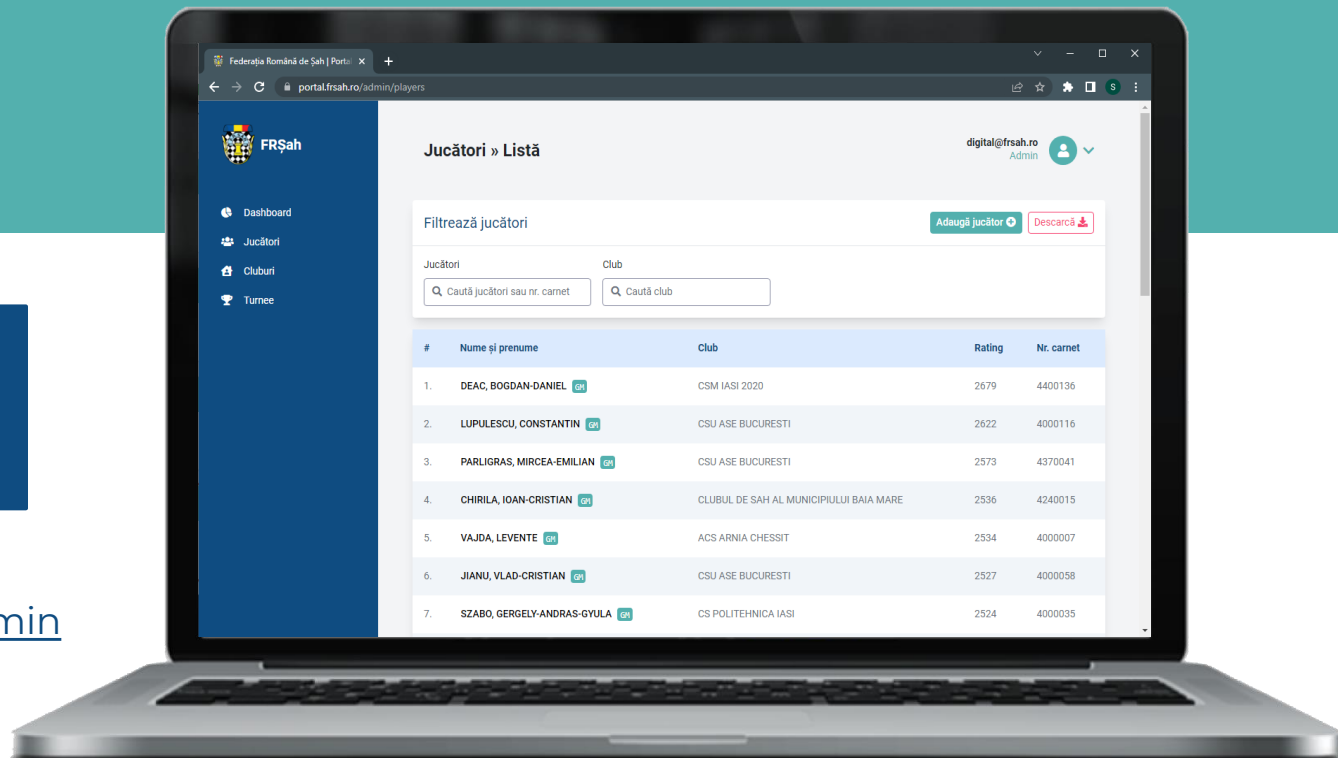 Federația Română de Șah | Portal
portal.frsah.ro/admin/players
S
FRȘah
Jucători » Listă
digital@frsah.ro
Admin
Dashboard
Jucători
Cluburi
Turnee
Filtrează jucători
Adaugă jucător
Descarcă
Jucători Club
Caută jucători sau nr. carnet Caută club
# Nume și prenume Club Rating Nr. carnet
1. DEAC, BOGDAN-DANIEL GM CSM IASI 2020 2679 4400136
2. LUPULESCU, CONSTANTIN GM CSU ASE BUCURESTI 2622 4000116
3. PARLIGRAS, MIRCEA-EMILIAN GM CSU ASE BUCURESTI 2573 4370041
4. CHIRILA, IOAN-CRISTIAN GM CLUBUL DE SAH AL MUNICIPIULUI BAIA MARE 2536 4240015
5. VAJDA, LEVENTE GM ACS ARNIA CHESSIT 2534 4000007
6. JIANU, VLAD-CRISTIAN GM CSU ASE BUCURESTI 2527 4000058
7. SZABO, GERGELY-ANDRAS-GYULA GM CS POLITEHNICA IASI 2524 4000035
min